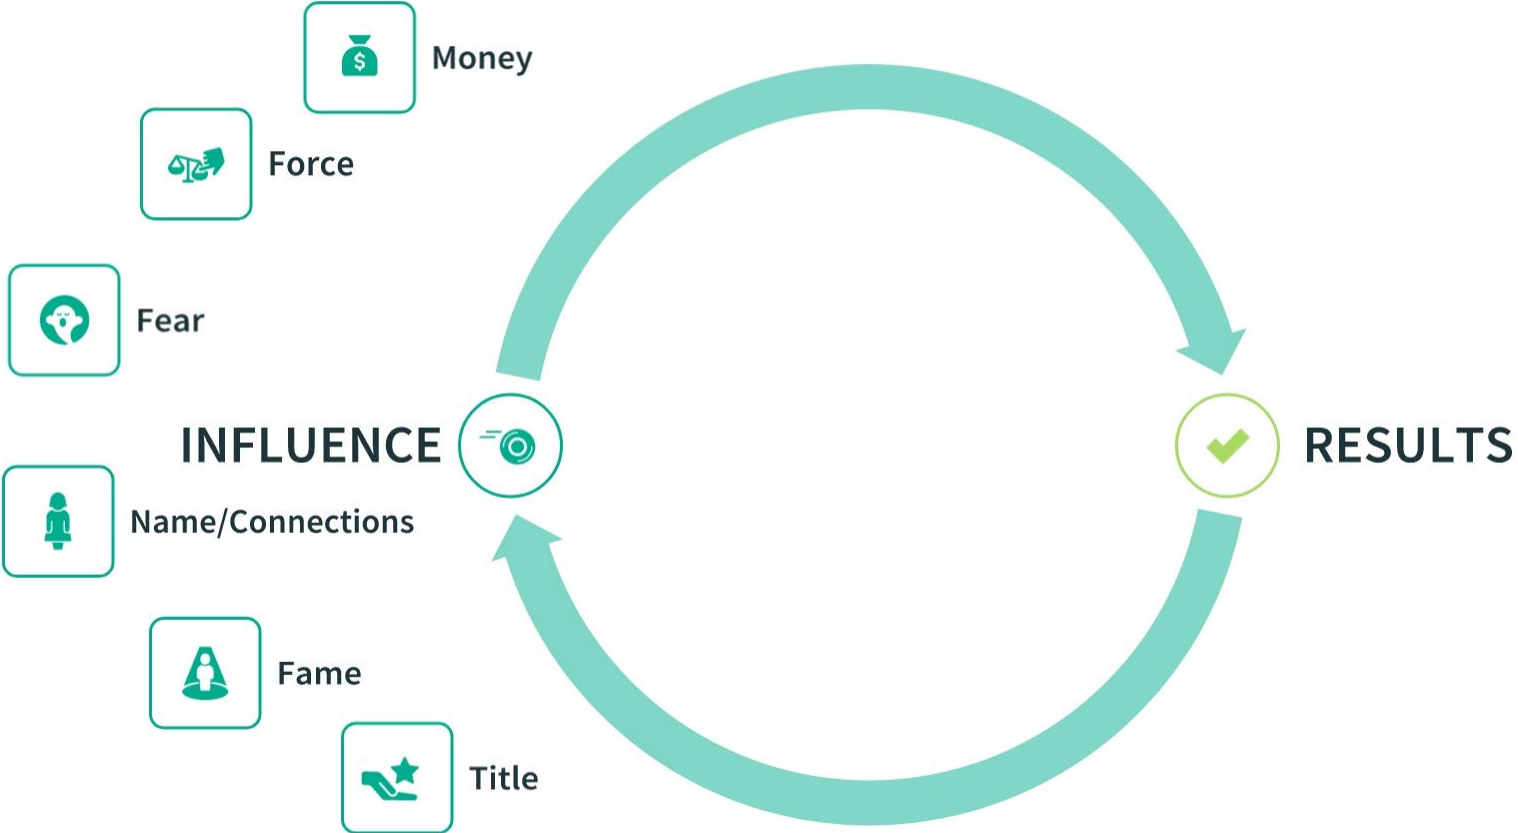 Money
Force
Fear
INFLUENCE
RESULTS
Name/Connections
Fame
Title
$